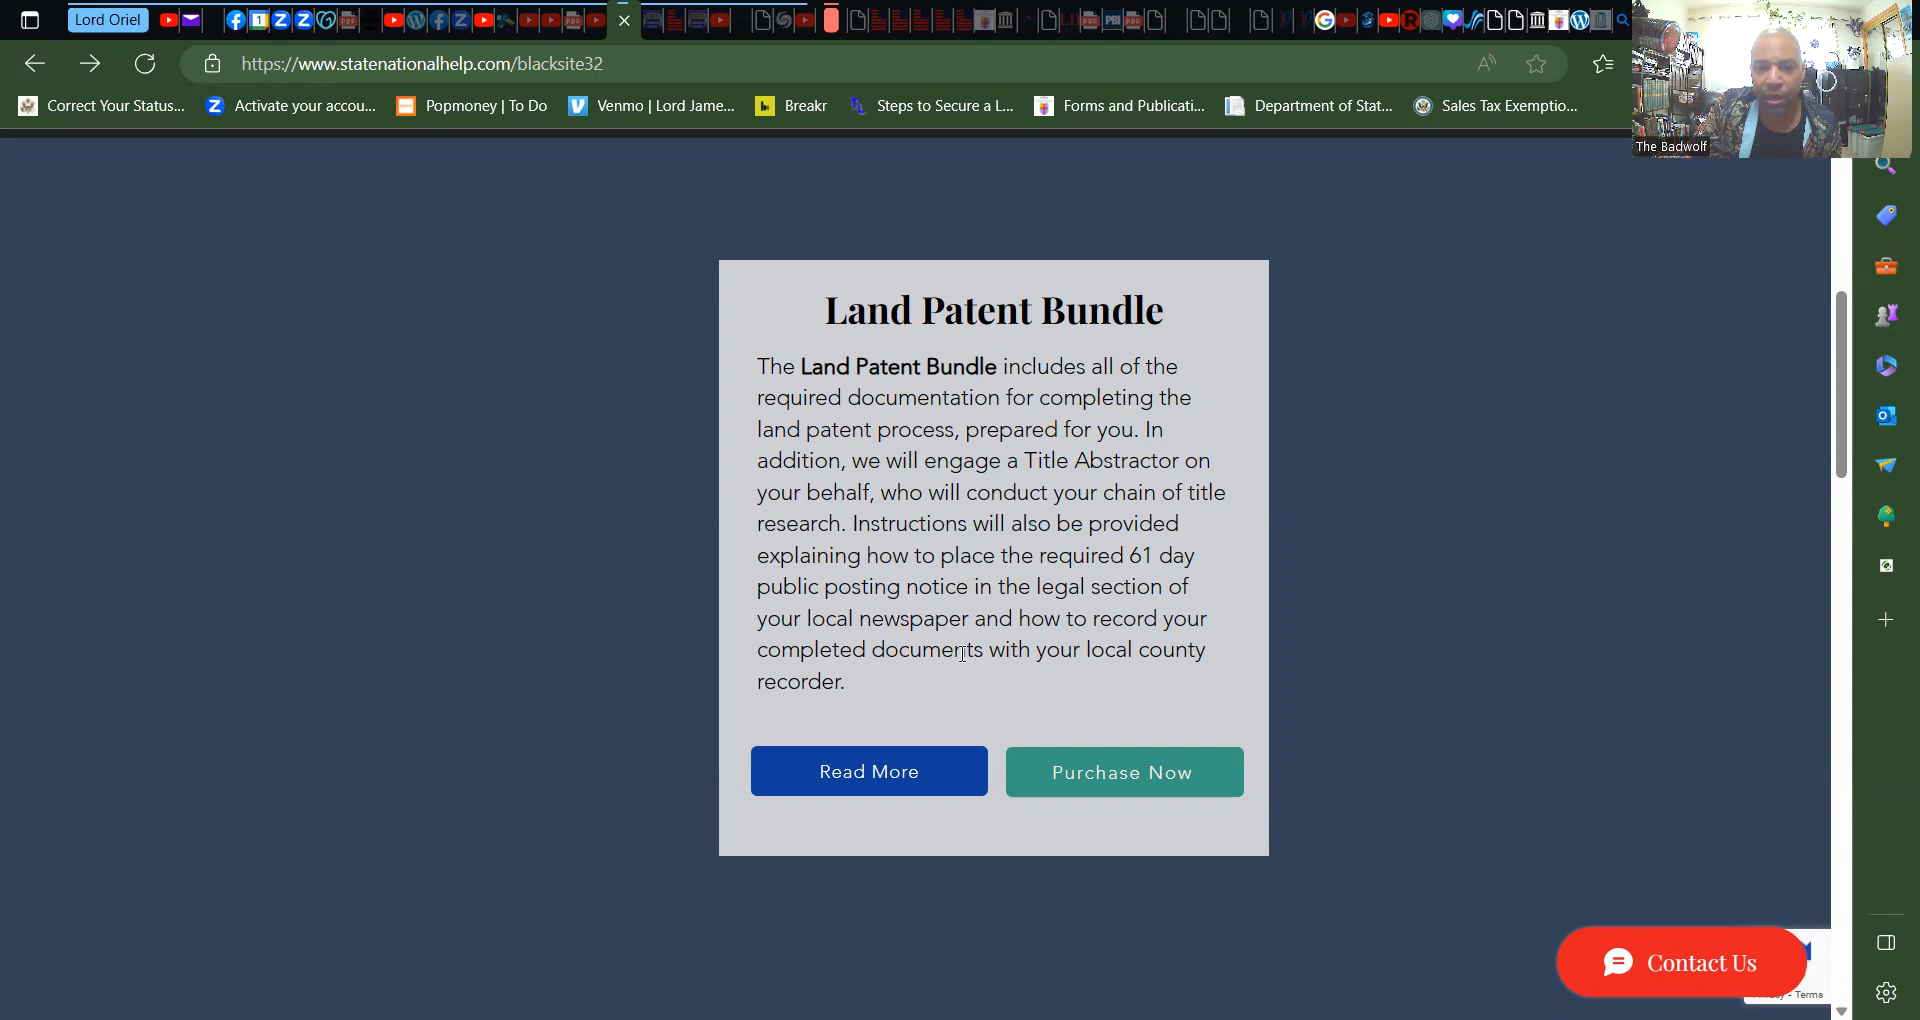 Lord Oriel
https://www.statenationalhelp.com/blacksite32
Correct Your Status...
Activate your accou...
Popmoney | To Do
Venmo | Lord Jame...
Breakr
Steps to Secure a L...
Forms and Publicati...
Department of Stat...
Sales Tax Exemptio...
The Badwolf
Land Patent Bundle
The Land Patent Bundle includes all of the
required documentation for completing the
land patent process, prepared for you. In
addition, we will engage a Title Abstractor on
your behalf, who will conduct your chain of title
research. Instructions will also be provided
explaining how to place the required 61 day
public posting notice in the legal section of
your local newspaper and how to record your
completed documents with your local county
recorder.
Read More
Purchase Now
Contact Us
- Terms